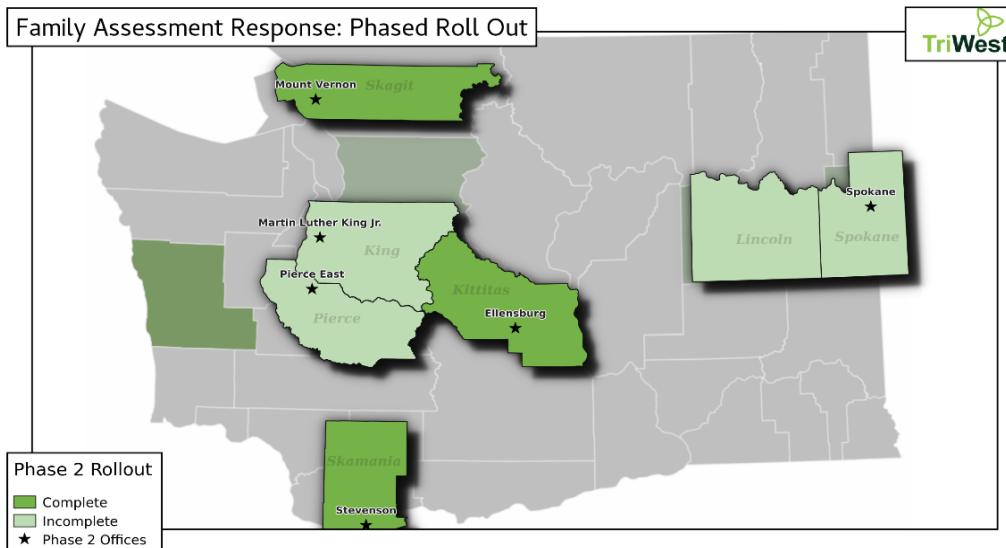 Family Assessment Response: Phased Roll Out
TriWest
Mount Vernon
Skagit
Spokane
Martin Luther King Jr.
King
Lincoln
Spokane
Pierce East
Kittitas
Pierce
Ellensburg
Skamania
Stevenson
Phase 2 Rollout
Complete
Incomplete
Phase 2 Offices